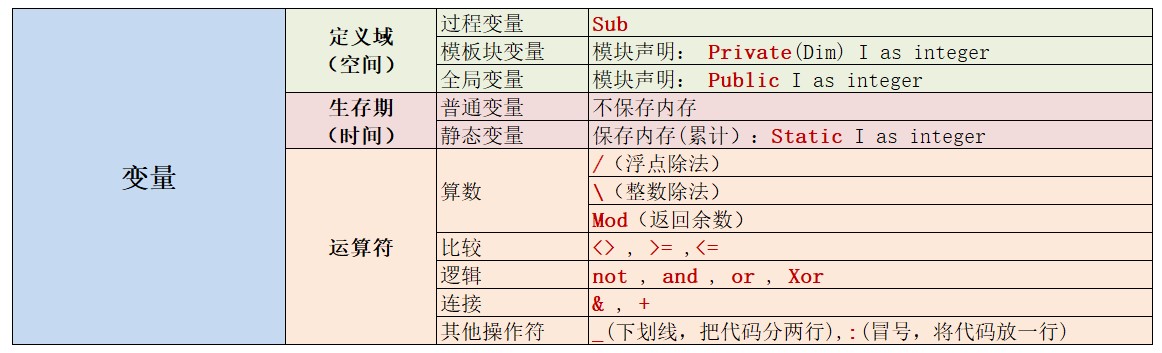 变量
定义域
（空间）
过程变量
Sub
模板块变量
模块声明： Private(Dim) I as integer
全局变量
模块声明： Public I as integer
生存期
（时间）
普通变量
不保存内存
静态变量
保存内存(累计）：Static I as integer
运算符
算数
/（浮点除法）
\（整数除法）
Mod（返回余数）
比较
<> , >= ,<=
逻辑
not , and , or , Xor
连接
& , +
其他操作符
_(下划线，把代码分两行),:(冒号，将代码放一行)